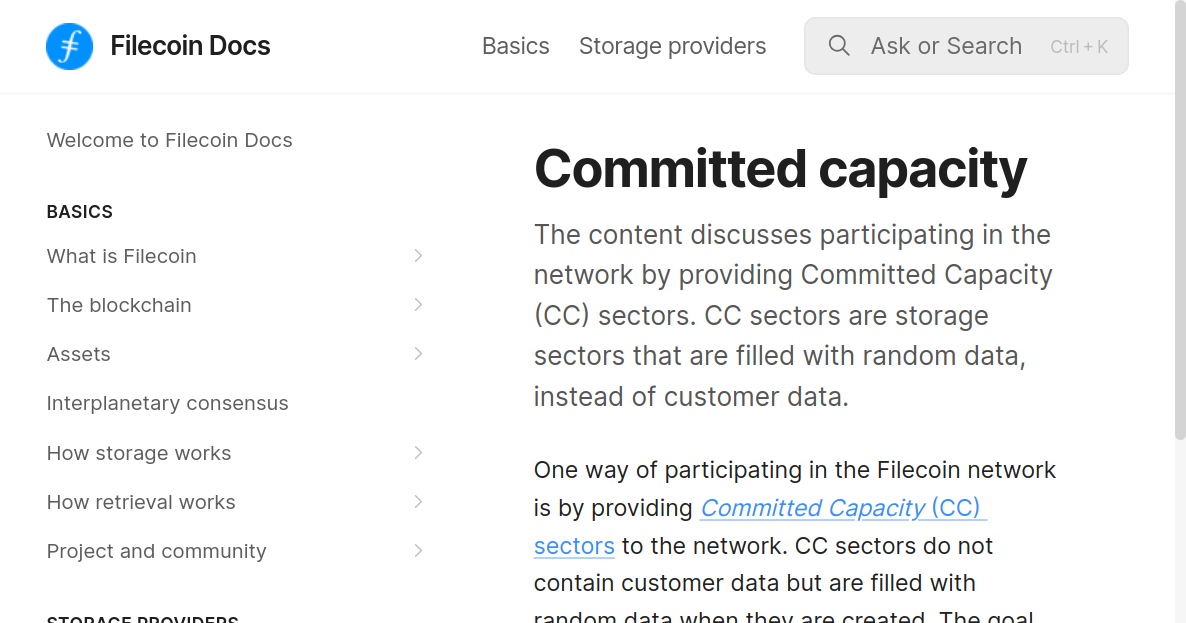 Filecoin Docs
Basics
Storage providers
Ask or Search
Ctrl + K
Welcome to Filecoin Docs
BASICS
What is Filecoin
The blockchain
Assets
Interplanetary consensus
How storage works
How retrieval works
Project and community
STORAGE PROVIDERS
Committed capacity
The content discusses participating in the
network by providing Committed Capacity
(CC) sectors. CC sectors are storage
sectors that are filled with random data,
instead of customer data.
One way of participating in the Filecoin network
is by providing Committed Capacity (CC)
sectors to the network. CC sectors do not
contain customer data but are filled with
random data when they are created. The goal